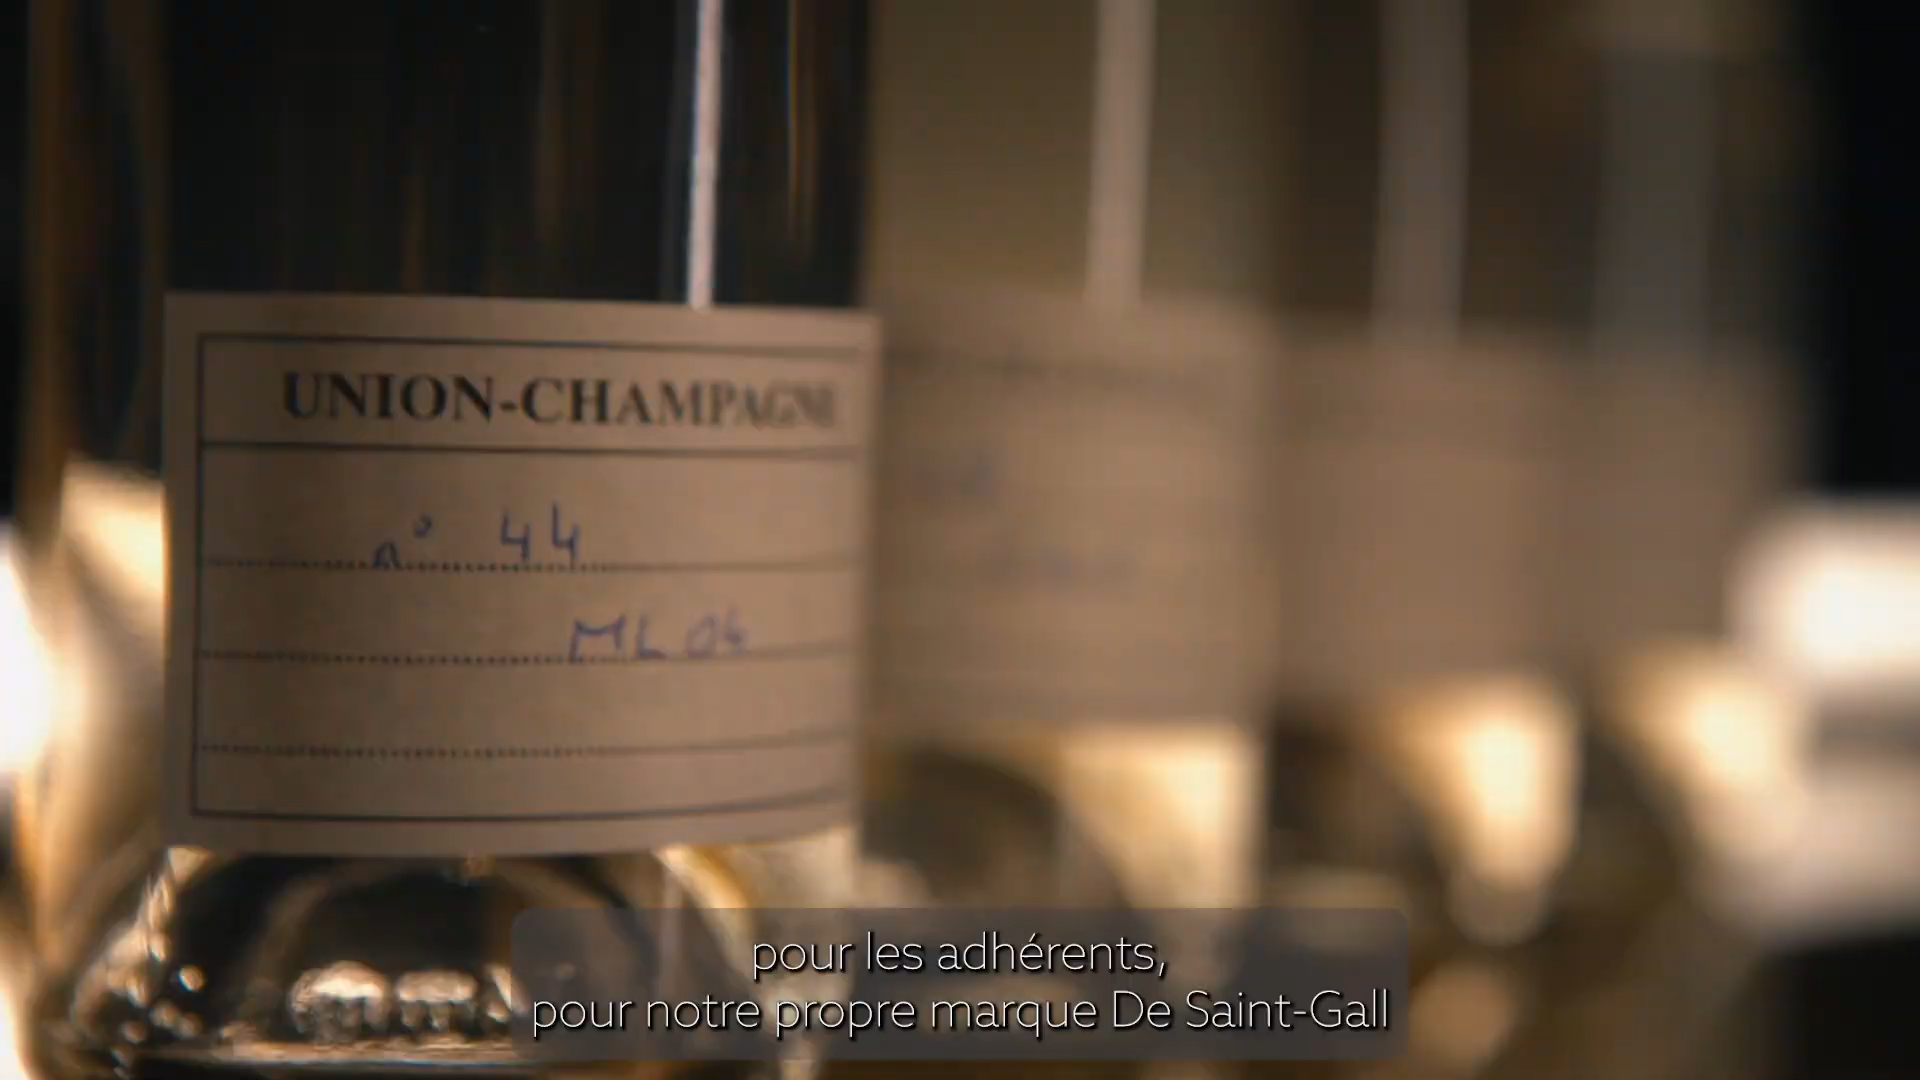 UNION-CHAMPAGNE
n° 44
ML 04
pour les adhérents,
pour notre propre marque De Saint-Gall